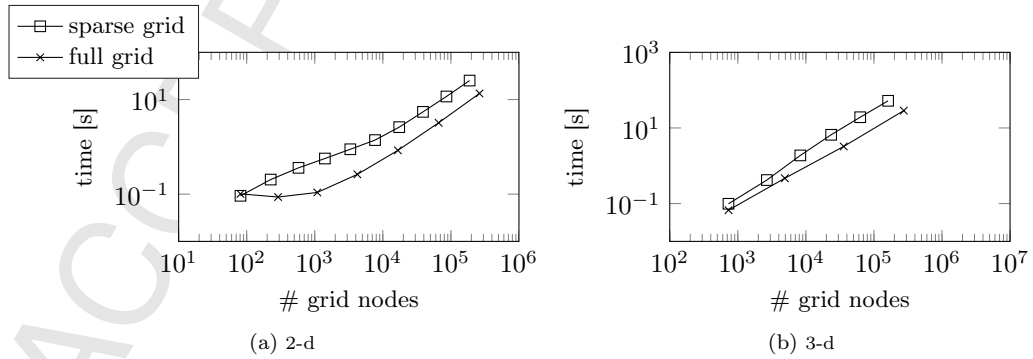 sparse grid
full grid
10^1
10^-1
time [s]
10^1 10^2 10^3 10^4 10^5 10^6
# grid nodes
(a) 2-d
10^3
10^1
10^-1
time [s]
10^2 10^3 10^4 10^5 10^6 10^7
# grid nodes
(b) 3-d